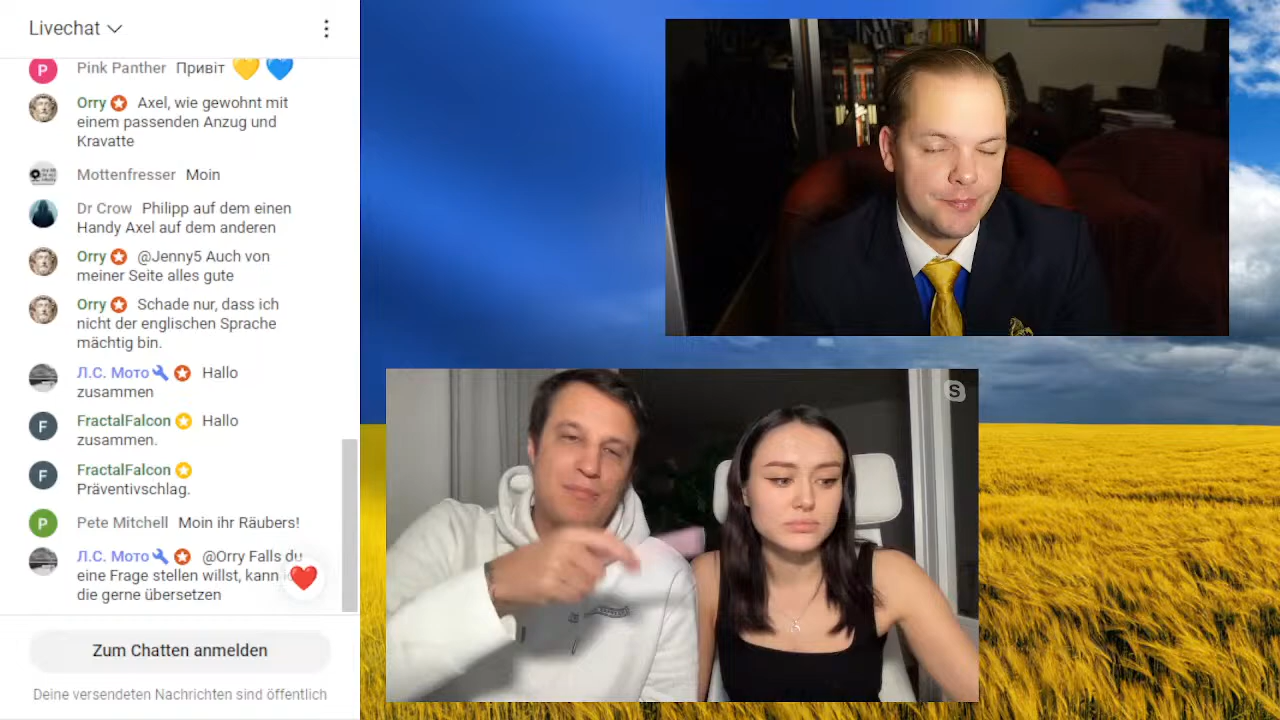 Livechat
P Pink Panther Привіт 💛 💙
Orry Axel, wie gewohnt mit
einem passenden Anzug und
Kravatte
Mottenfresser Moin
Dr Crow Philipp auf dem einen
Handy Axel auf dem anderen
Orry @Jenny5 Auch von
meiner Seite alles gute
Orry Schade nur, dass ich
nicht der englischen Sprache
mächtig bin.
Л.С. Мото Hallo
zusammen
F FractalFalcon Hallo
zusammen.
F FractalFalcon
Präventivschlag.
P Pete Mitchell Moin ihr Räubers!
Л.С. Мото @Orry Falls du
eine Frage stellen willst, kann
die gerne übersetzen
Zum Chatten anmelden
Deine versendeten Nachrichten sind öffentlich
S